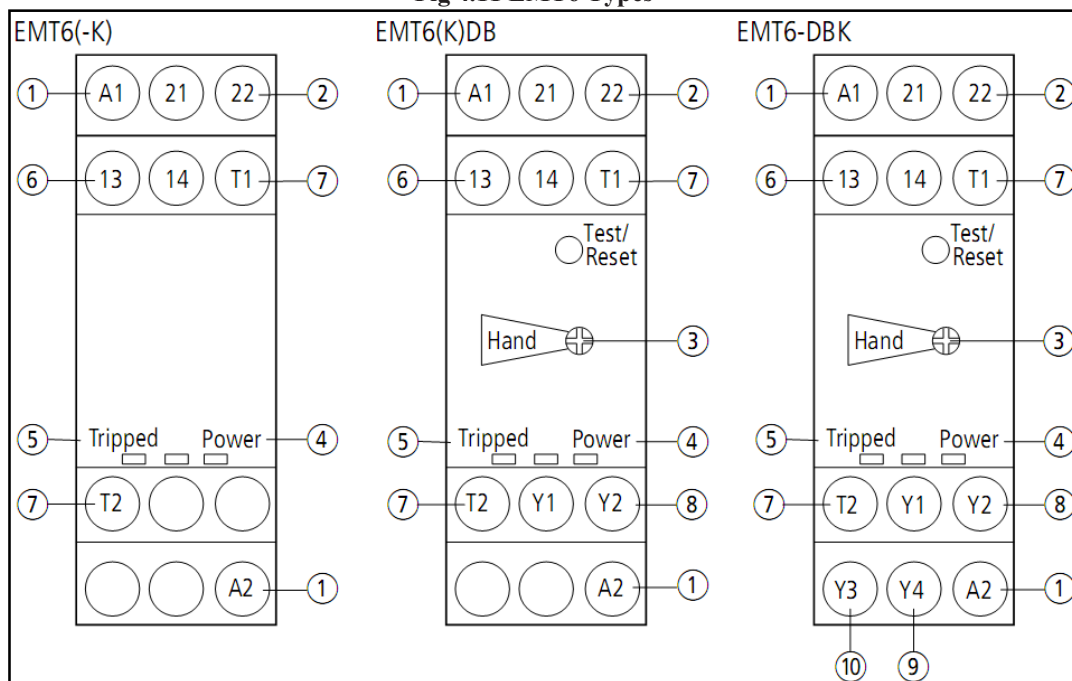 EMT6(-K) EMT6(K)DB EMT6-DBK
1 A1 21 22 2 1 A1 21 22 2 1 A1 21 22 2
6 13 14 T1 7 6 13 14 T1 7 6 13 14 T1 7
Test/ Test/
Reset Reset
Hand 3 Hand 3
5 Tripped Power 4 5 Tripped Power 4 5 Tripped Power 4
7 T2 7 T2 Y1 Y2 8 7 T2 Y1 Y2 8
A2 1 A2 1 Y3 Y4 A2 1
10 9